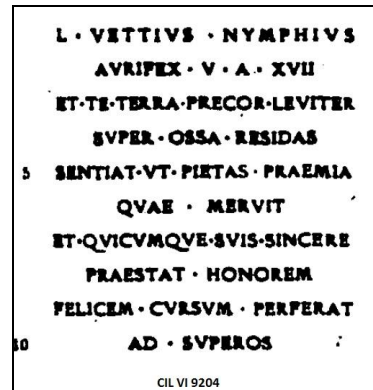 L · VETTIVS · NYMPHIVS
AVRIFEX · V · A · XVII
ET · TE · TERRA · PRECOR · LEVITER
SVPER · OSSA · RESIDAS
5 SENTIAT · VT · PIETAS · PRAEMIA
QVAE · MERVIT
ET · QVICVMQVE · SVIS · SINCERE
PRAESTAT · HONOREM
FELICEM · CVRSVM · PERFERAT
10 AD · SVPEROS
CIL VI 9204